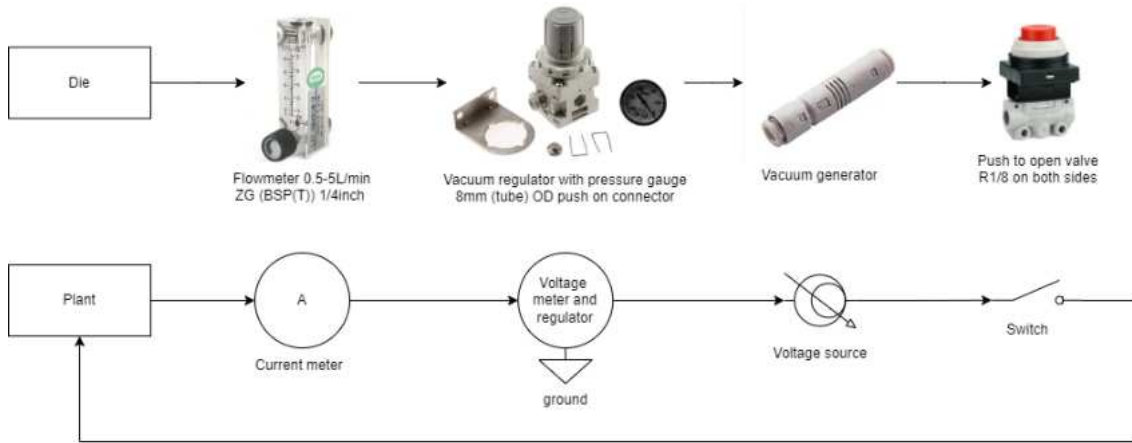 Die
Flowmeter 0.5-5L/min
ZG (BSP(T)) 1/4inch
Vacuum regulator with pressure gauge
8mm (tube) OD push on connector
Vacuum generator
Push to open valve
R1/8 on both sides
Plant
A
Current meter
Voltage
meter and
regulator
ground
Voltage source
Switch